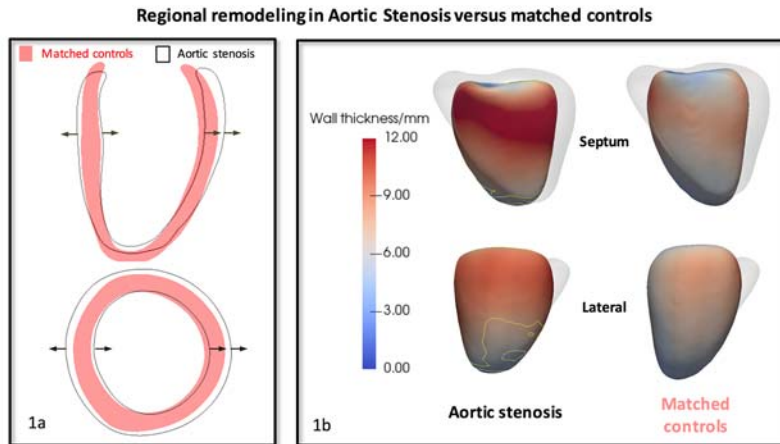 Regional remodeling in Aortic Stenosis versus matched controls
Matched controls
Aortic stenosis
1a
Wall thickness/mm
12.00
9.00
6.00
3.00
0.00
Septum
Lateral
Aortic stenosis
Matched
controls
1b